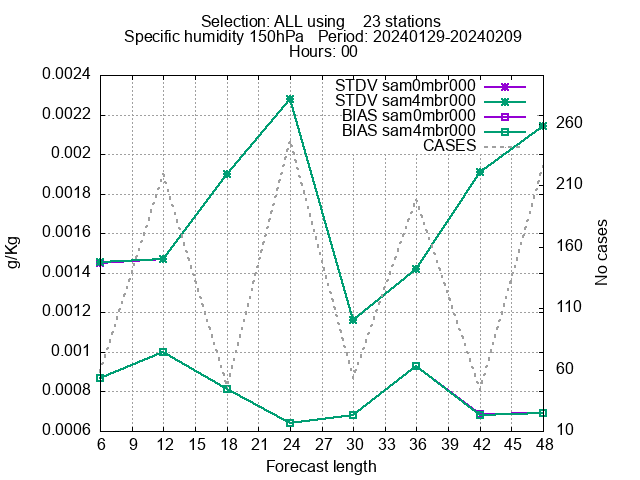 Selection: ALL using    23 stations
Specific humidity 150hPa   Period: 20240129-20240209
Hours: 00
STDV sam0mbr000
STDV sam4mbr000
BIAS sam0mbr000
BIAS sam4mbr000
CASES
0.0024
0.0022
0.002
0.0018
0.0016
0.0014
0.0012
0.001
0.0008
0.0006
g/Kg
260
210
160
110
60
10
No cases
6 9 12 15 18 21 24 27 30 33 36 39 42 45 48
Forecast length